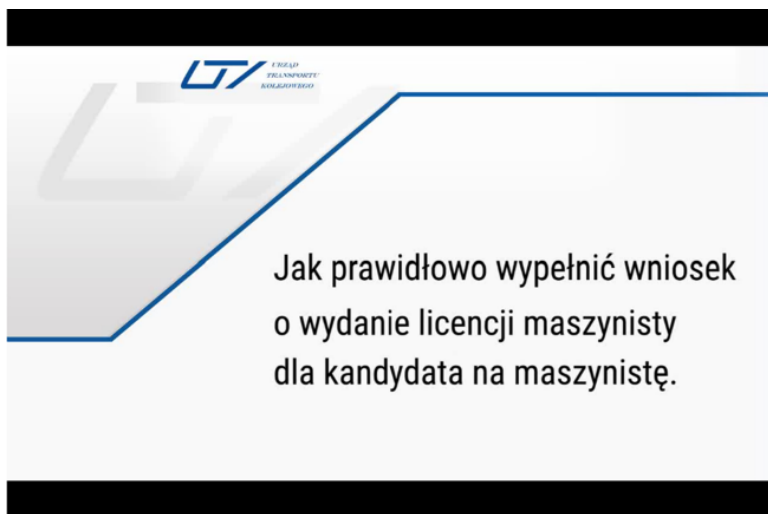 URZĄD
TRANSPORTU
KOLEJOWEGO
Jak prawidłowo wypełnić wniosek
o wydanie licencji maszynisty
dla kandydata na maszynistę.